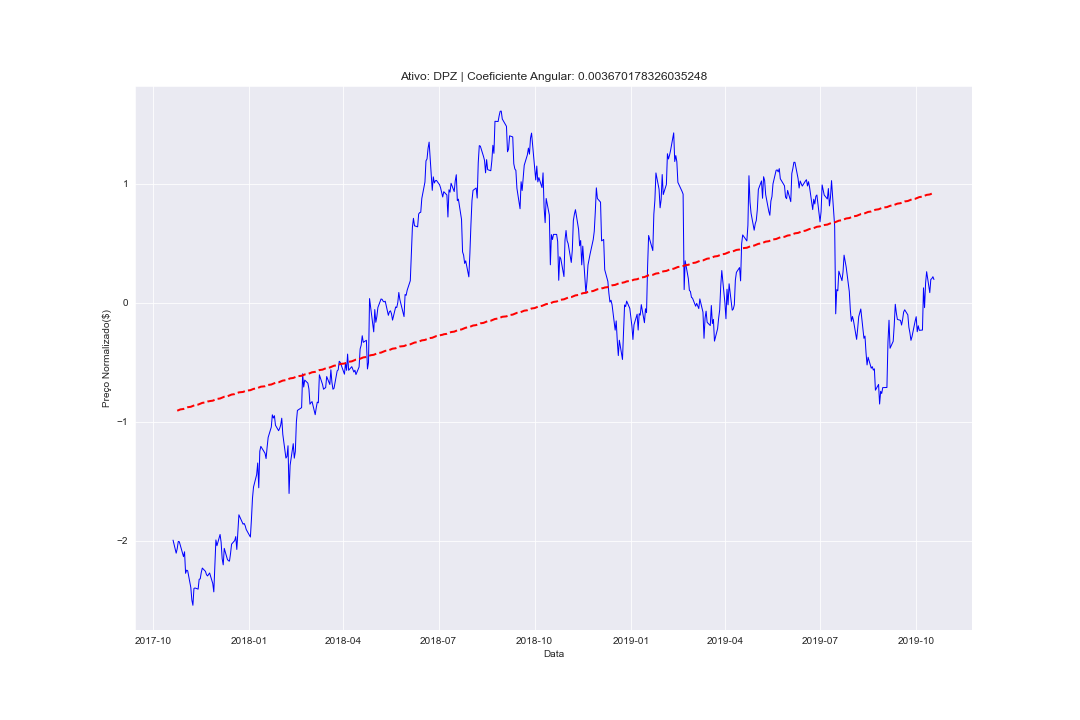 Ativo: DPZ | Coeficiente Angular: 0.003670178326035248
Preço Normalizado($)
1
0
−1
−2
2017-10 2018-01 2018-04 2018-07 2018-10 2019-01 2019-04 2019-07 2019-10
Data